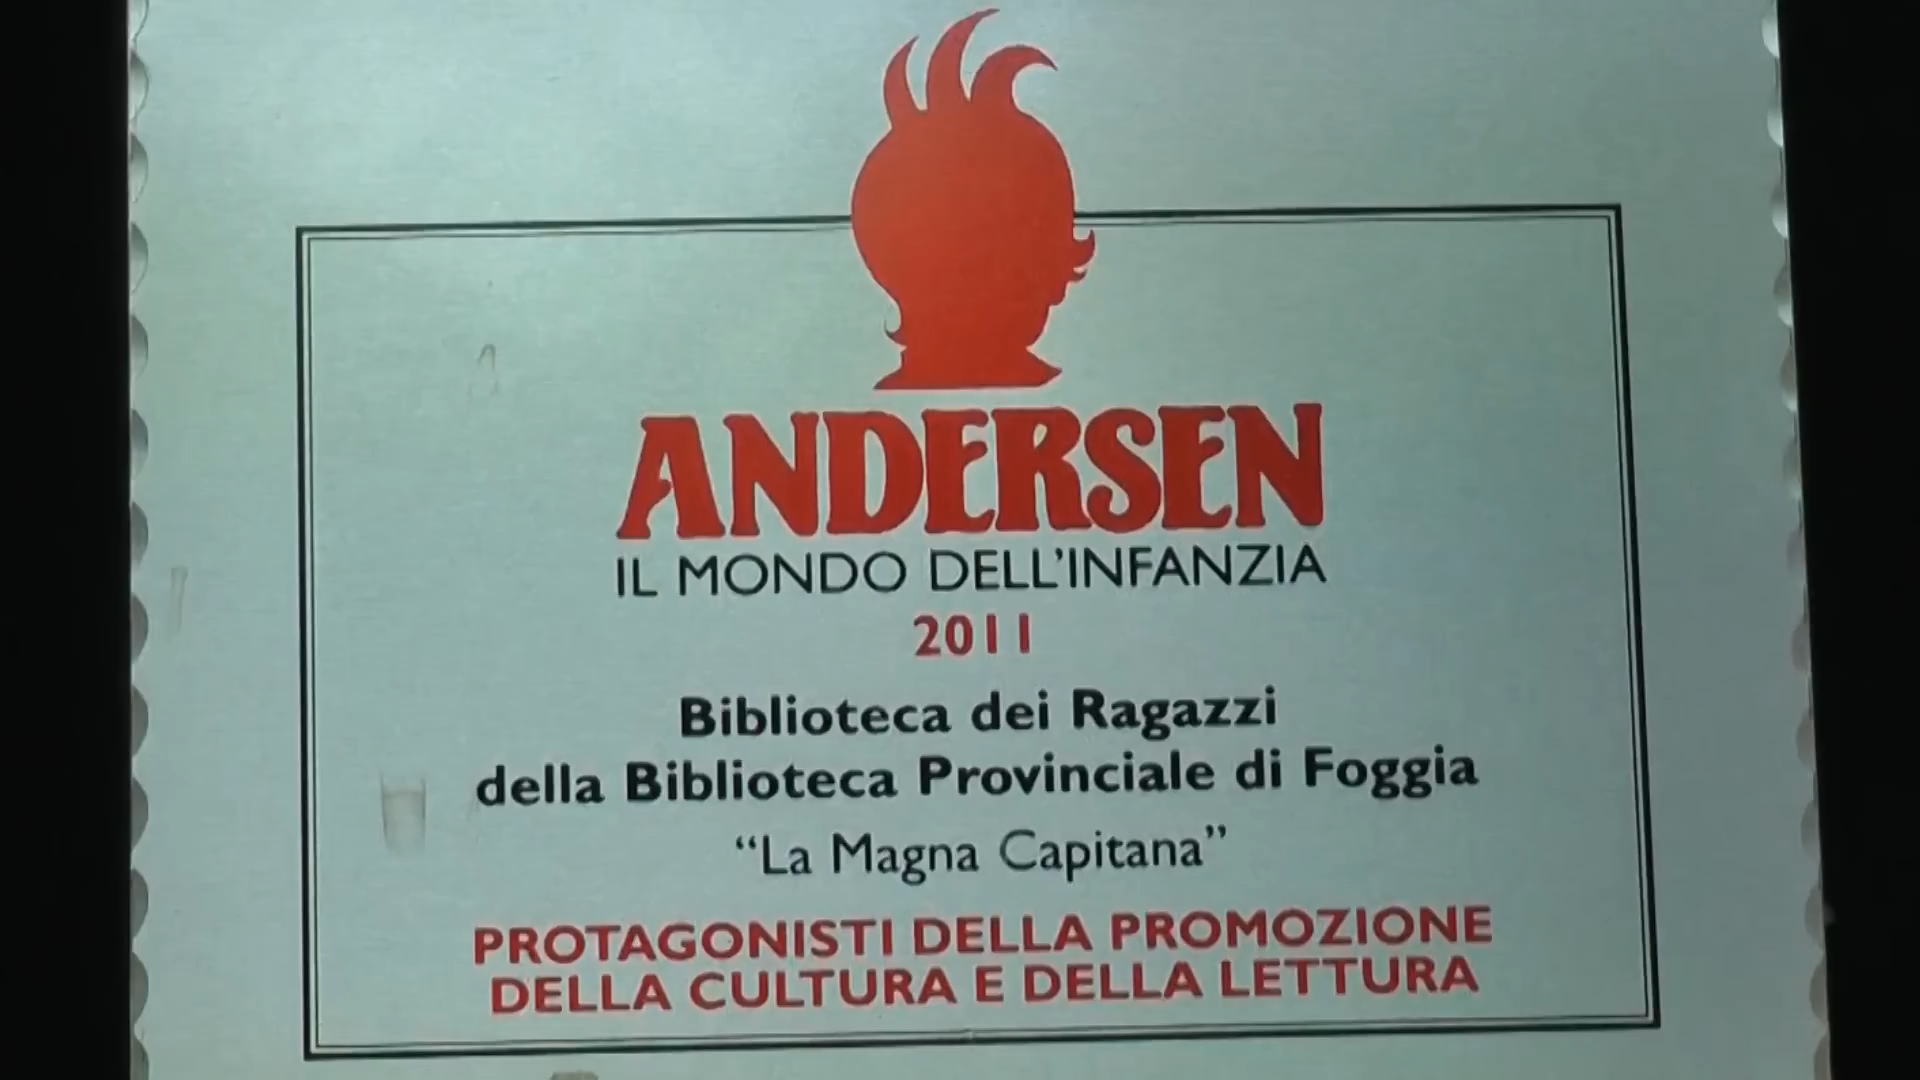 ANDERSEN
IL MONDO DELL'INFANZIA
2011
Biblioteca dei Ragazzi
della Biblioteca Provinciale di Foggia
“La Magna Capitana”
PROTAGONISTI DELLA PROMOZIONE
DELLA CULTURA E DELLA LETTURA